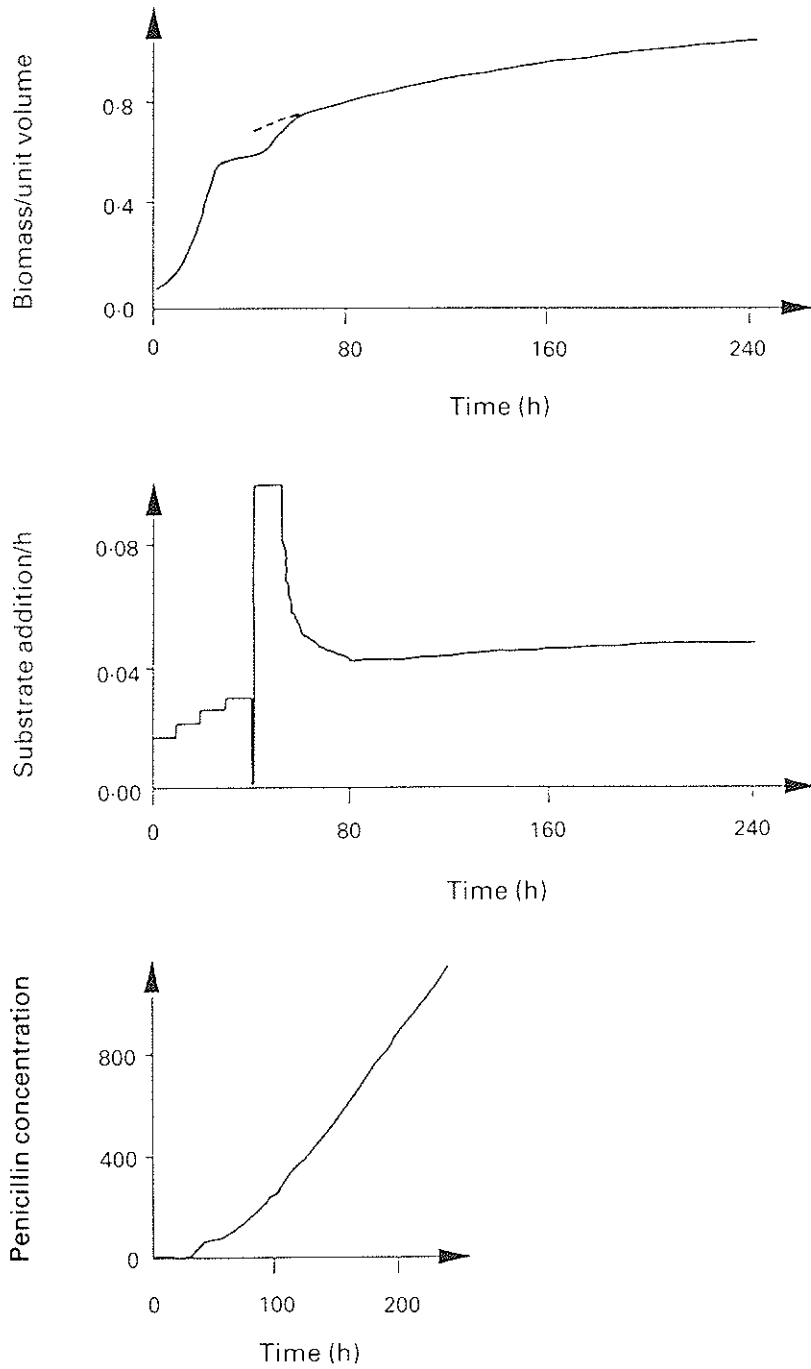 Biomass/unit volume
0·8
0·4
0·0
0 80 160 240
Time (h)
Substrate addition/h
0·08
0·04
0·00
0 80 160 240
Time (h)
Penicillin concentration
800
400
0
0 100 200
Time (h)